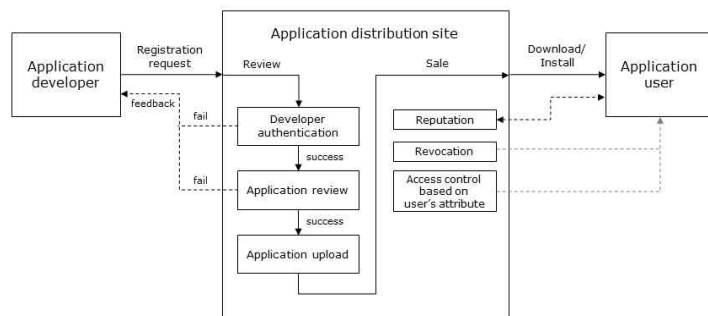 Application distribution site
Application
developer
Registration
request
Review
Sale
Download/
Install
Application
user
feedback
fail
Developer
authentication
success
fail
Application review
success
Application upload
Reputation
Revocation
Access control
based on
user's attribute